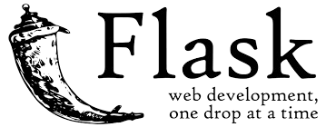 Flask
web development,
one drop at a time